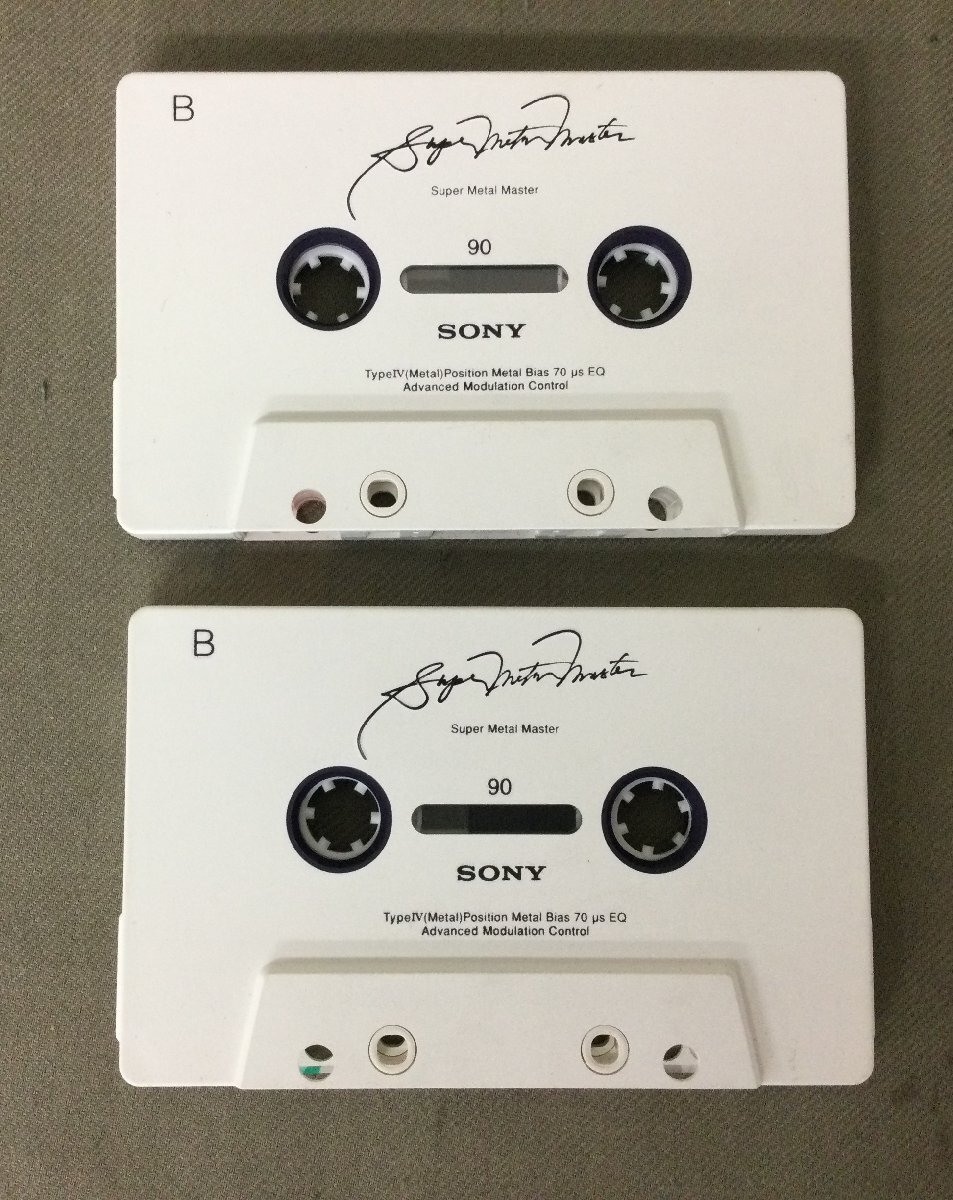 B
Super Metal Master
Super Metal Master
90
SONY
TypeIV(Metal)Position Metal Bias 70 µs EQ
Advanced Modulation Control
B
Super Metal Master
Super Metal Master
90
SONY
TypeIV(Metal)Position Metal Bias 70 µs EQ
Advanced Modulation Control